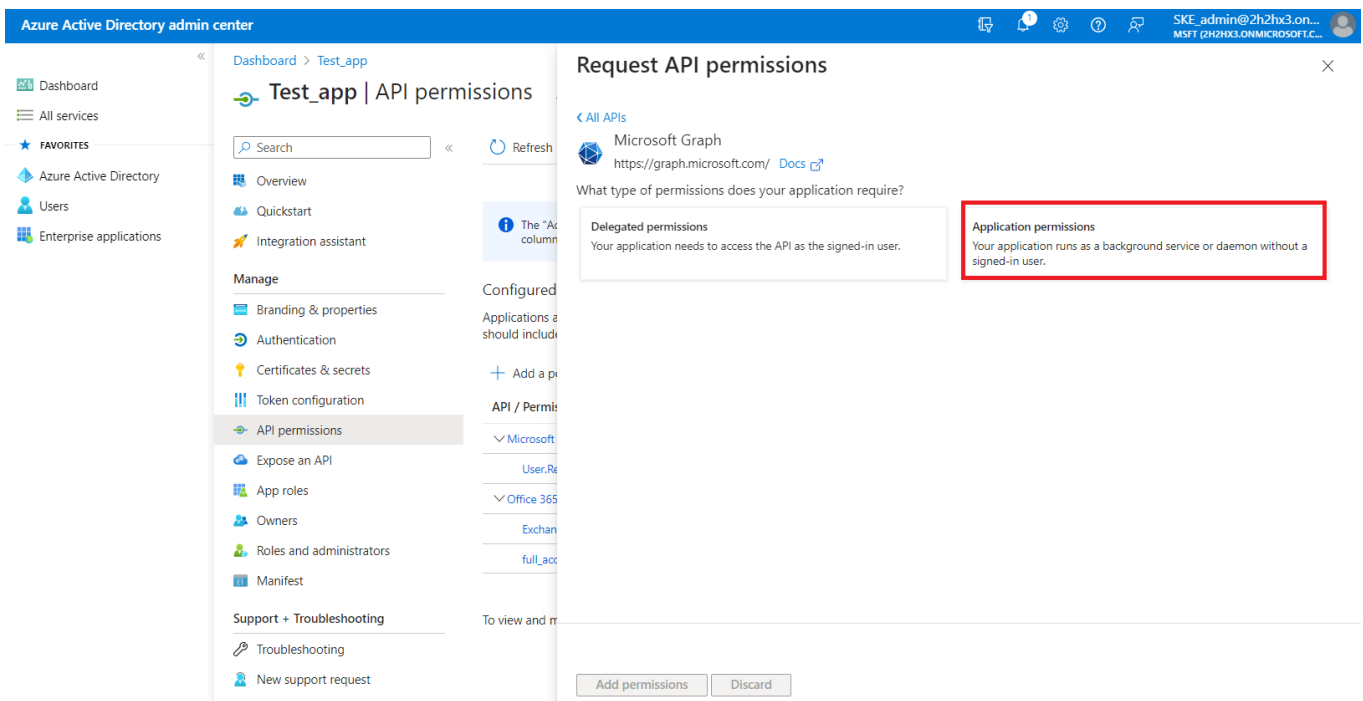 Azure Active Directory admin center
1
SKE_admin@2h2hx3.on...
MSFT (2H2HX3.ONMICROSOFT.C...
«
Dashboard
All services
FAVORITES
Azure Active Directory
Users
Enterprise applications
Dashboard > Test_app
Test_app | API permissions
Search
«
Overview
Quickstart
Integration assistant
Manage
Branding & properties
Authentication
Certificates & secrets
Token configuration
API permissions
Expose an API
App roles
Owners
Roles and administrators
Manifest
Support + Troubleshooting
Troubleshooting
New support request
Refresh
The "Ac
column
Configured
Applications a
should include
+ Add a pe
API / Permis
Microsoft
User.Re
Office 365
Exchan
full_acc
To view and m
Request API permissions
All APIs
Microsoft Graph
https://graph.microsoft.com/ Docs
What type of permissions does your application require?
Delegated permissions
Your application needs to access the API as the signed-in user.
Application permissions
Your application runs as a background service or daemon without a
signed-in user.
Add permissions
Discard